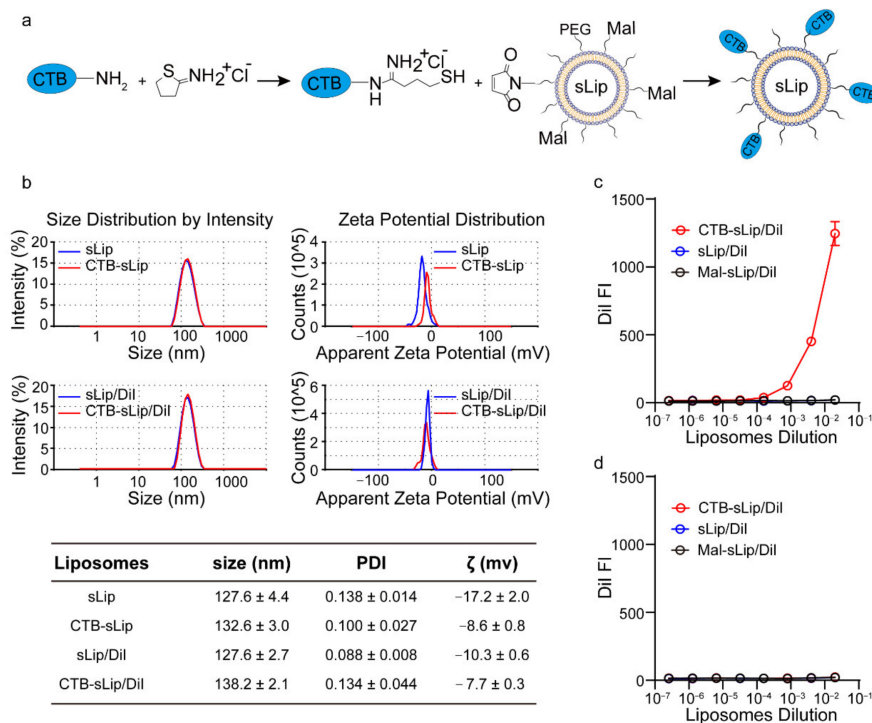 a
CTB NH2 + S NH2+Cl− CTB N H NH2+Cl− SH + O N O PEG Mal sLip Mal Mal CTB CTB sLip CTB CTB
b
Size Distribution by Intensity
Intensity (%)
20
15
10
5
0
sLip
CTB-sLip
1 10 100 1000
Size (nm)
Zeta Potential Distribution
Counts (10^5)
4
3
2
1
0
sLip
CTB-sLip
−100 0 100
Apparent Zeta Potential (mV)
Intensity (%)
20
15
10
5
0
sLip/DiI
CTB-sLip/DiI
1 10 100 1000
Size (nm)
Counts (10^5)
6
3
0
sLip/DiI
CTB-sLip/DiI
−100 0 100
Apparent Zeta Potential (mV)
Liposomes size (nm) PDI ζ (mv)
sLip 127.6 ± 4.4 0.138 ± 0.014 −17.2 ± 2.0
CTB-sLip 132.6 ± 3.0 0.100 ± 0.027 −8.6 ± 0.8
sLip/DiI 127.6 ± 2.7 0.088 ± 0.008 −10.3 ± 0.6
CTB-sLip/DiI 138.2 ± 2.1 0.134 ± 0.044 −7.7 ± 0.3
c
DiI FI
1500
1000
500
0
CTB-sLip/DiI
sLip/DiI
Mal-sLip/DiI
10−7 10−6 10−5 10−4 10−3 10−2 10−1
Liposomes Dilution
d
DiI FI
1500
1000
500
0
CTB-sLip/DiI
sLip/DiI
Mal-sLip/DiI
10−7 10−6 10−5 10−4 10−3 10−2 10−1
Liposomes Dilution